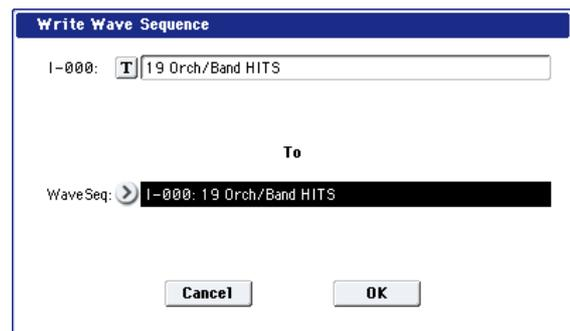 Write Wave Sequence
I-000: T 19 Orch/Band HITS
To
WaveSeq: I-000: 19 Orch/Band HITS
Cancel OK